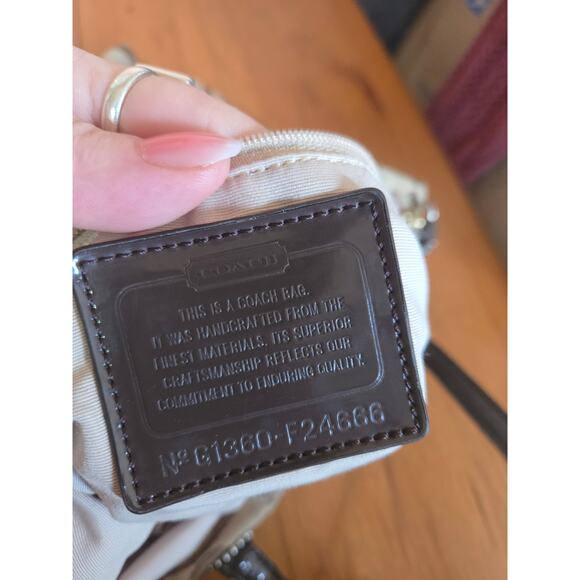 COACH
THIS IS A COACH BAG.
IT WAS HANDCRAFTED FROM THE
FINEST MATERIALS. ITS SUPERIOR
CRAFTSMANSHIP REFLECTS OUR
COMMITMENT TO ENDURING QUALITY.
Nº G1360-F24666